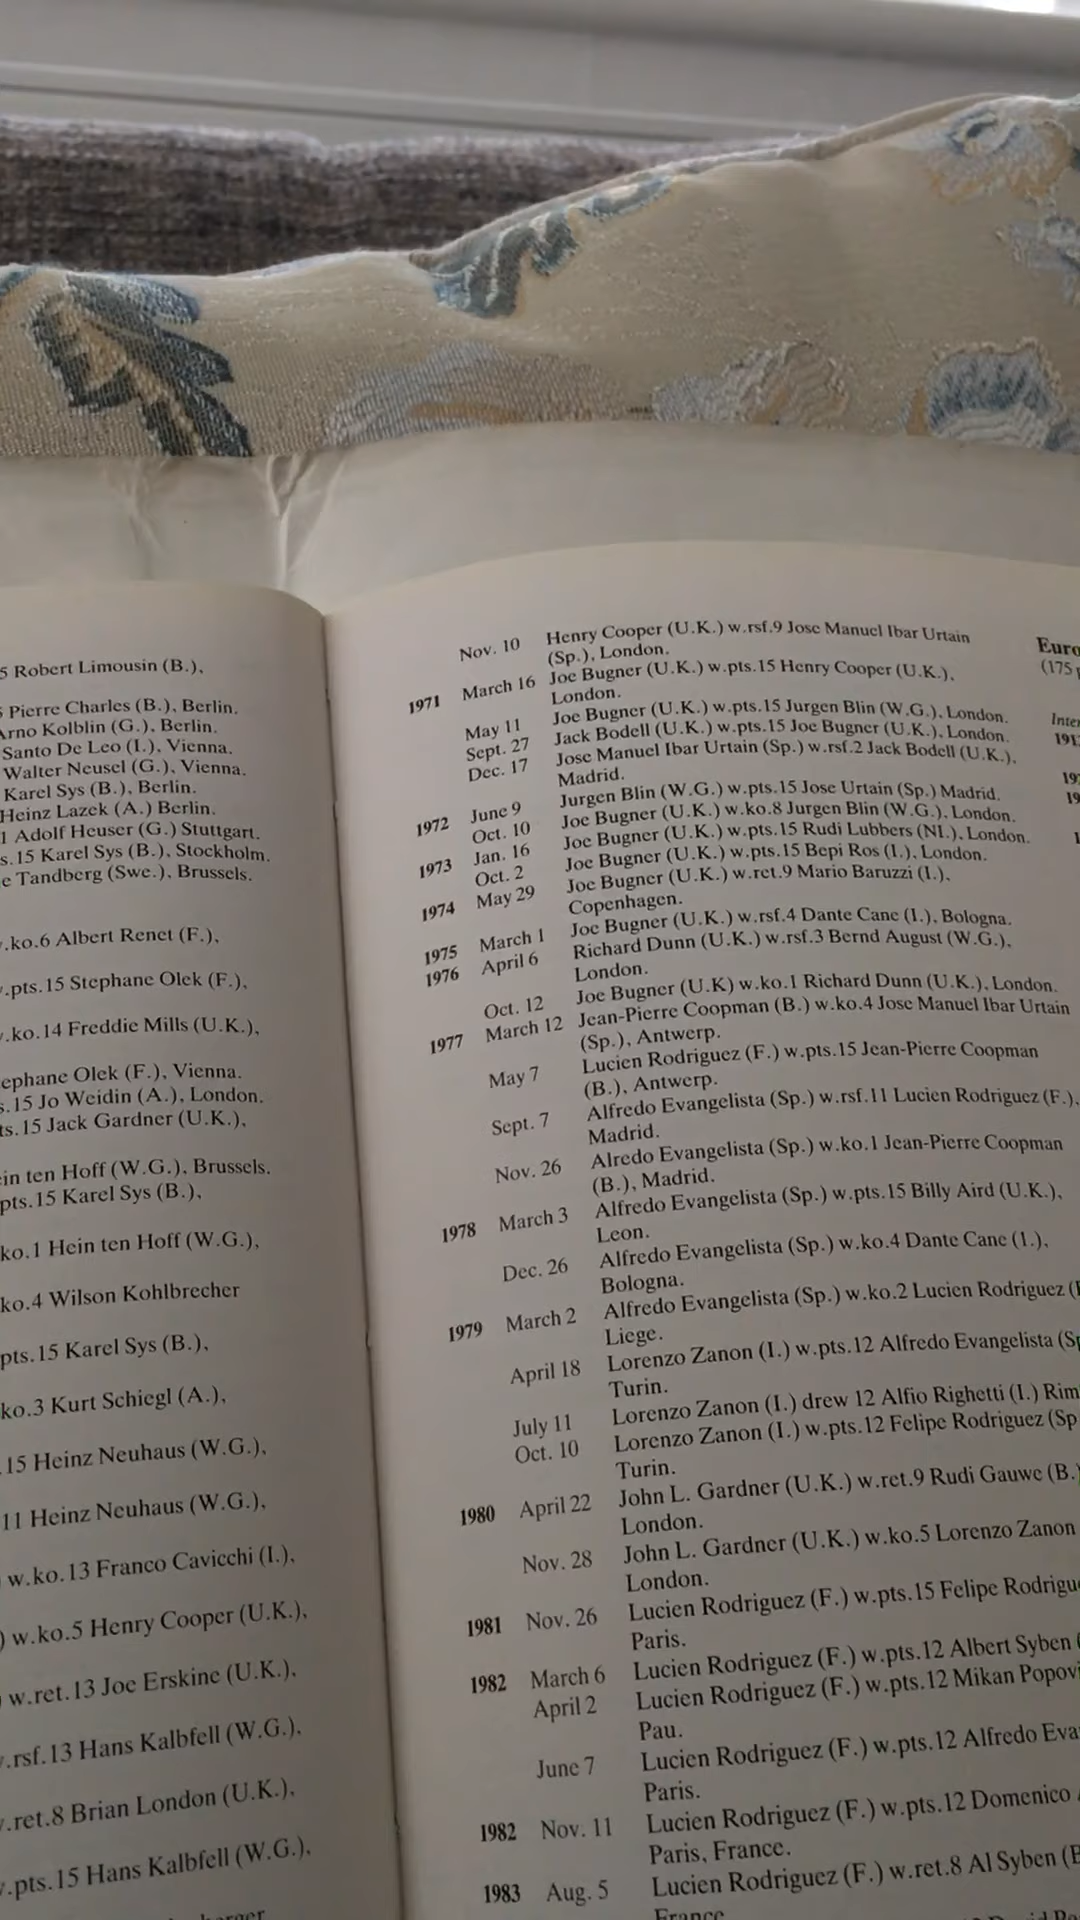 5 Robert Limousin (B.),
5 Pierre Charles (B.), Berlin.
Arno Kolblin (G.), Berlin.
Santo De Leo (I.), Vienna.
Walter Neusel (G.), Vienna.
Karel Sys (B.), Berlin.
Heinz Lazek (A.) Berlin.
1 Adolf Heuser (G.) Stuttgart.
s.15 Karel Sys (B.), Stockholm.
e Tandberg (Swe.), Brussels.
.ko.6 Albert Renet (F.),
.pts.15 Stephane Olek (F.),
.ko.14 Freddie Mills (U.K.),
ephane Olek (F.), Vienna.
s.15 Jo Weidin (A.), London.
ts.15 Jack Gardner (U.K.),
in ten Hoff (W.G.), Brussels.
pts.15 Karel Sys (B.),
ko.1 Hein ten Hoff (W.G.),
ko.4 Wilson Kohlbrecher
pts.15 Karel Sys (B.),
ko.3 Kurt Schiegl (A.),
.15 Heinz Neuhaus (W.G.),
11 Heinz Neuhaus (W.G.),
w.ko.13 Franco Cavicchi (I.),
) w.ko.5 Henry Cooper (U.K.),
) w.ret.13 Joe Erskine (U.K.),
.rsf.13 Hans Kalbfell (W.G.),
.ret.8 Brian London (U.K.),
.pts.15 Hans Kalbfell (W.G.),
Nov. 10 Henry Cooper (U.K.) w.rsf.9 Jose Manuel Ibar Urtain
(Sp.), London.
1971 March 16 Joe Bugner (U.K.) w.pts.15 Henry Cooper (U.K.),
London.
May 11 Joe Bugner (U.K.) w.pts.15 Jurgen Blin (W.G.), London.
Sept. 27 Jack Bodell (U.K.) w.pts.15 Joe Bugner (U.K.), London.
Dec. 17 Jose Manuel Ibar Urtain (Sp.) w.rsf.2 Jack Bodell (U.K.),
Madrid.
1972 June 9 Jurgen Blin (W.G.) w.pts.15 Jose Urtain (Sp.) Madrid.
Oct. 10 Joe Bugner (U.K.) w.ko.8 Jurgen Blin (W.G.), London.
1973 Jan. 16 Joe Bugner (U.K.) w.pts.15 Rudi Lubbers (Nl.), London.
Oct. 2 Joe Bugner (U.K.) w.pts.15 Bepi Ros (I.), London.
1974 May 29 Joe Bugner (U.K.) w.ret.9 Mario Baruzzi (I.),
Copenhagen.
1975 March 1 Joe Bugner (U.K.) w.rsf.4 Dante Cane (I.), Bologna.
1976 April 6 Richard Dunn (U.K.) w.rsf.3 Bernd August (W.G.),
London.
Oct. 12 Joe Bugner (U.K) w.ko.1 Richard Dunn (U.K.), London.
1977 March 12 Jean-Pierre Coopman (B.) w.ko.4 Jose Manuel Ibar Urtain
(Sp.), Antwerp.
May 7 Lucien Rodriguez (F.) w.pts.15 Jean-Pierre Coopman
(B.), Antwerp.
Sept. 7 Alfredo Evangelista (Sp.) w.rsf.11 Lucien Rodriguez (F.),
Madrid.
Nov. 26 Alredo Evangelista (Sp.) w.ko.1 Jean-Pierre Coopman
(B.), Madrid.
1978 March 3 Alfredo Evangelista (Sp.) w.pts.15 Billy Aird (U.K.),
Leon.
Dec. 26 Alfredo Evangelista (Sp.) w.ko.4 Dante Cane (I.),
Bologna.
1979 March 2 Alfredo Evangelista (Sp.) w.ko.2 Lucien Rodriguez (
Liege.
April 18 Lorenzo Zanon (I.) w.pts.12 Alfredo Evangelista (Sp
Turin.
July 11 Lorenzo Zanon (I.) drew 12 Alfio Righetti (I.) Rim
Oct. 10 Lorenzo Zanon (I.) w.pts.12 Felipe Rodriguez (Sp
Turin.
1980 April 22 John L. Gardner (U.K.) w.ret.9 Rudi Gauwe (B.)
London.
Nov. 28 John L. Gardner (U.K.) w.ko.5 Lorenzo Zanon
London.
1981 Nov. 26 Lucien Rodriguez (F.) w.pts.15 Felipe Rodrigu
Paris.
1982 March 6 Lucien Rodriguez (F.) w.pts.12 Albert Syben (
April 2 Lucien Rodriguez (F.) w.pts.12 Mikan Popovi
Pau.
June 7 Lucien Rodriguez (F.) w.pts.12 Alfredo Eva
Paris.
1982 Nov. 11 Lucien Rodriguez (F.) w.pts.12 Domenico
Paris, France.
1983 Aug. 5 Lucien Rodriguez (F.) w.ret.8 Al Syben (
France
Euro
(175
Inter
191
19
19
1